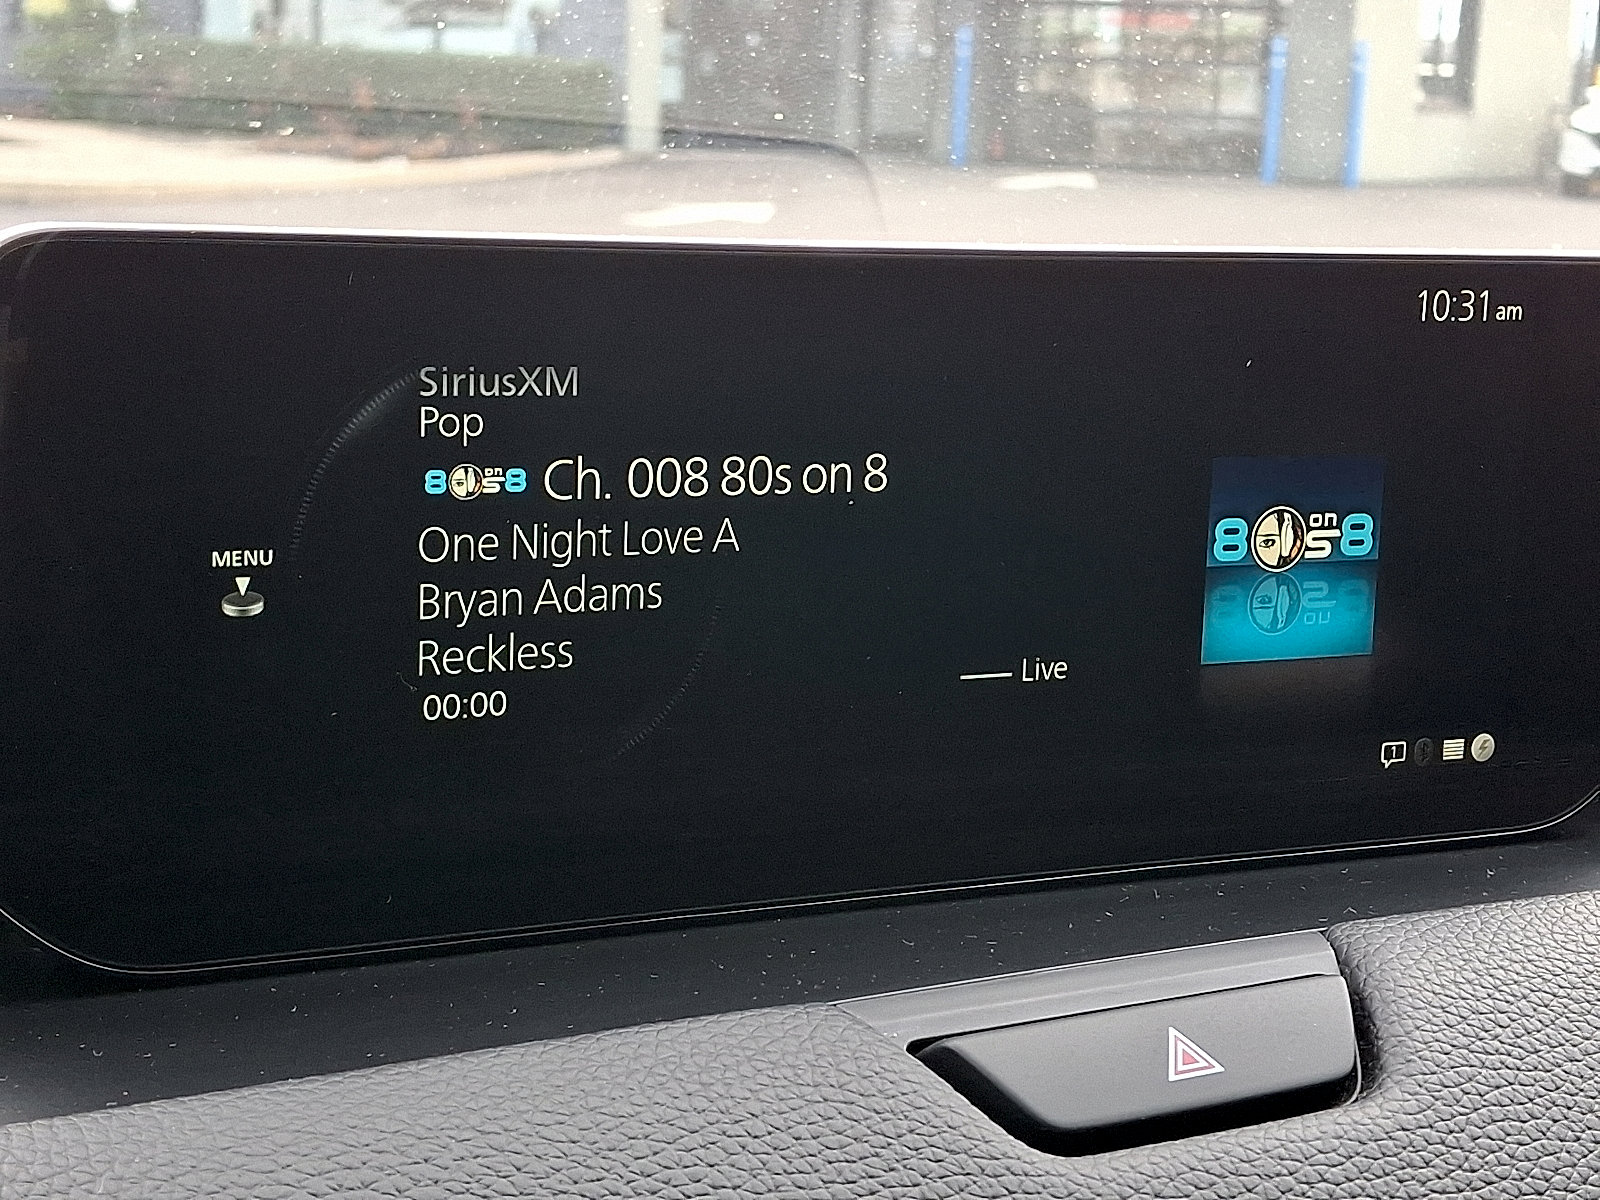 10:31 am
SiriusXM
Pop
80s on 8 Ch. 008 80s on 8
One Night Love A
Bryan Adams
Reckless
00:00
Live
MENU
80s on 8
1